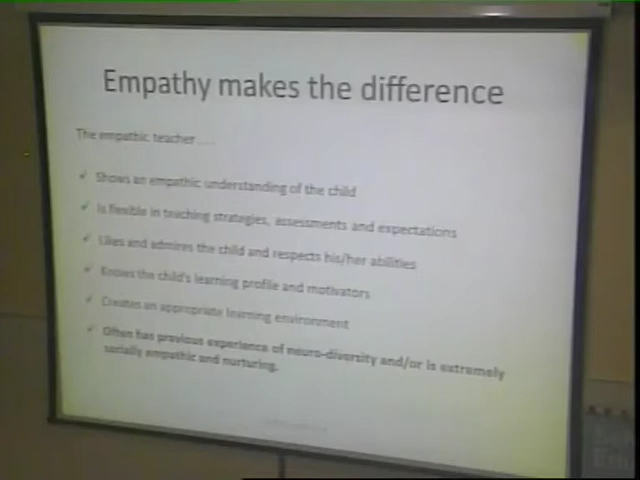 Empathy makes the difference
The empathic teacher....
✓ Shows an empathic understanding of the child
✓ Is flexible in teaching strategies, assessments and expectations
✓ Likes and admires the child and respects his/her abilities
✓ Knows the child's learning profile and motivators
✓ Creates an appropriate learning environment
✓ Often has previous experience of neuro-diversity and/or is extremely
socially empathic and nurturing.